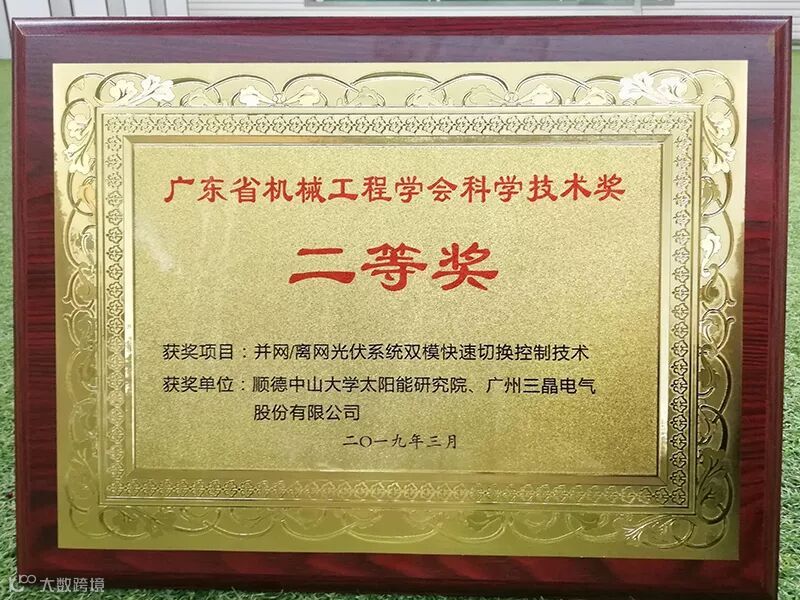 广东省机械工程学会科学技术奖
二等奖
获奖项目：并网/离网光伏系统双模快速切换控制技术
获奖单位：顺德中山大学太阳能研究院、广州三晶电气
股份有限公司
二〇一九年三月
大数跨境